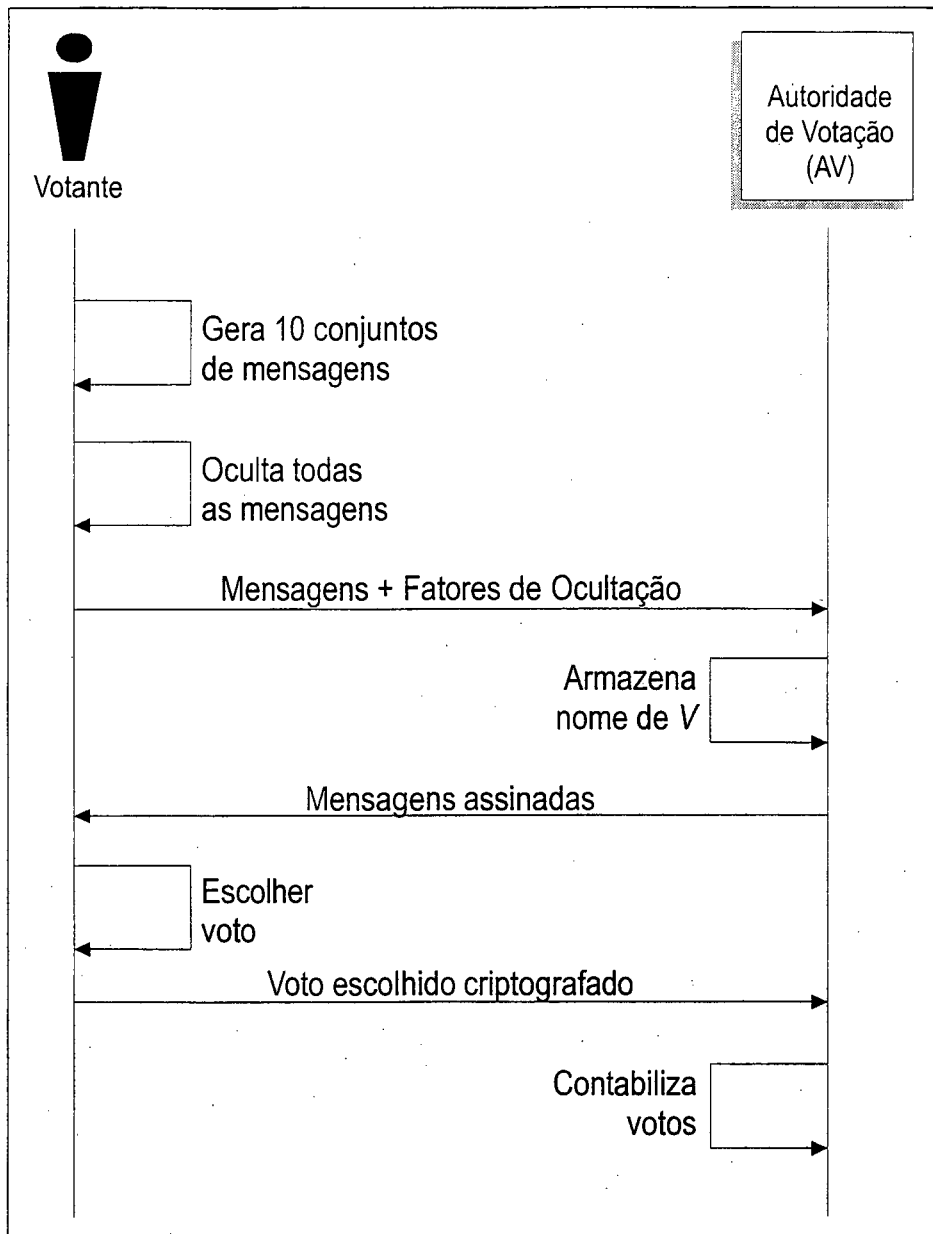 Votante
Autoridade
de Votação
(AV)
Gera 10 conjuntos
de mensagens
Oculta todas
as mensagens
Mensagens + Fatores de Ocultação
Armazena
nome de V
Mensagens assinadas
Escolher
voto
Voto escolhido criptografado
Contabiliza
votos